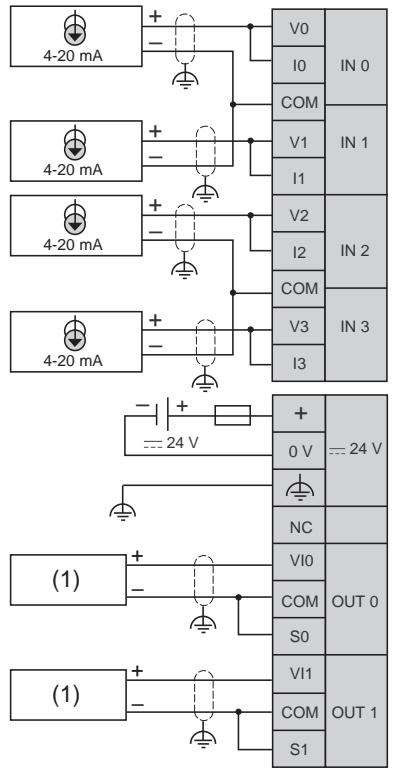 + V0
−
4-20 mA I0 IN 0
COM
+ V1 IN 1
−
4-20 mA I1
+ V2
−
4-20 mA I2 IN 2
COM
+ V3 IN 3
−
4-20 mA I3
− + +
24 V 0 V 24 V
NC
+ VI0
(1)
− COM OUT 0
S0
+ VI1
(1)
− COM OUT 1
S1